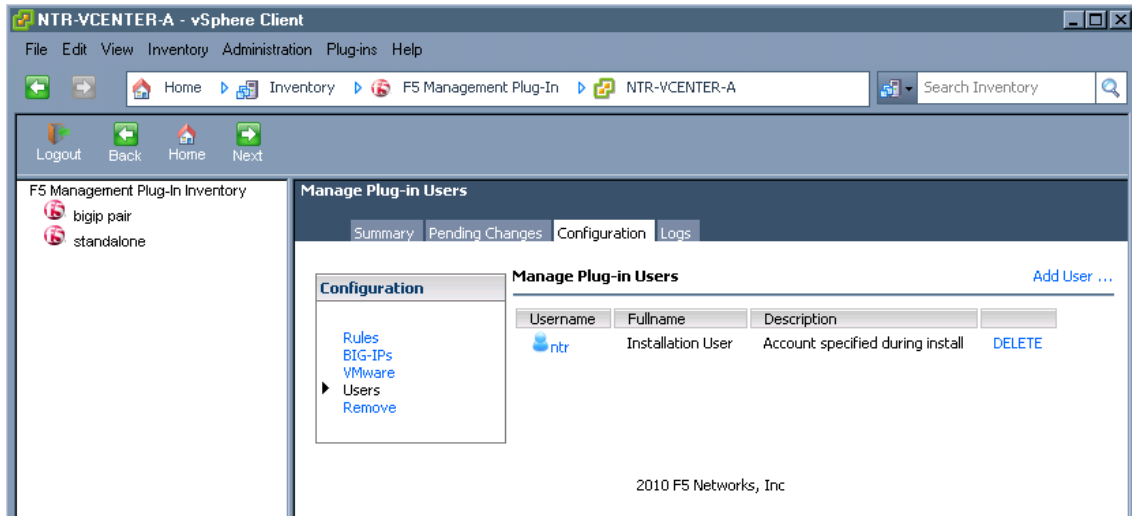 NTR-VCENTER-A - vSphere Client
File Edit View Inventory Administration Plug-ins Help
Home Inventory F5 Management Plug-In NTR-VCENTER-A Search Inventory
Logout Back Home Next
F5 Management Plug-In Inventory
bigip pair
standalone
Manage Plug-in Users
Summary Pending Changes Configuration Logs
Configuration
Rules
BIG-IPs
VMware
Users
Remove
Manage Plug-in Users Add User ...
Username Fullname Description
ntr Installation User Account specified during install DELETE
2010 F5 Networks, Inc